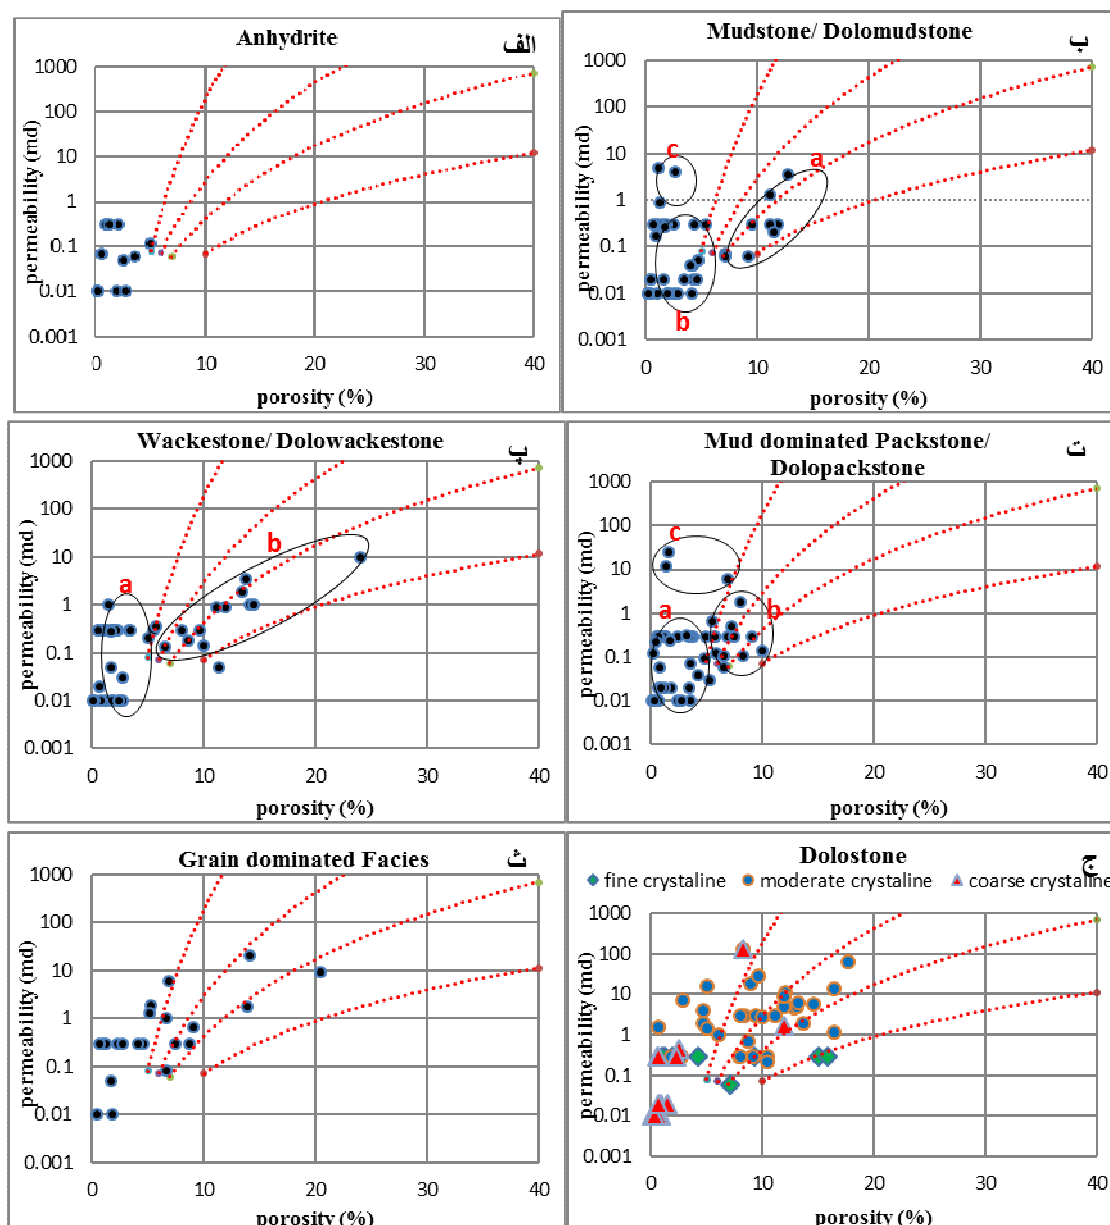 Anhydrite
الف
permeability (md)
1000
100
10
1
0.1
0.01
0.001
0
10
20
30
40
porosity (%)
Mudstone/ Dolomudstone
ب
permeability (md)
1000
100
10
1
0.1
0.01
0.001
c
a
b
0
10
20
30
40
porosity (%)
Wackestone/ Dolowackestone
پ
permeability (md )
1000
100
10
1
0.1
0.01
0.001
a
b
0
10
20
30
40
porosity (%)
Mud dominated Packstone/
Dolopackstone
ت
permeability (md)
1000
100
10
1
0.1
0.01
0.001
c
a
b
0
10
20
30
40
porosity (%)
Grain dominated Facies
ث
permeability (md)
1000
100
10
1
0.1
0.01
0.001
0
10
20
30
40
porosity (%)
Dolostone
ج
fine crystaline
moderate crystaline
coarse crystaline
permeability (md)
1000
100
10
1
0.1
0.01
0.001
0
10
20
30
40
porosity (%)